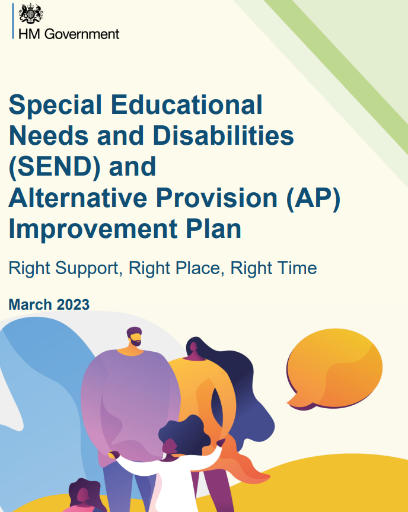 HM Government
Special Educational
Needs and Disabilities
(SEND) and
Alternative Provision (AP)
Improvement Plan
Right Support, Right Place, Right Time
March 2023